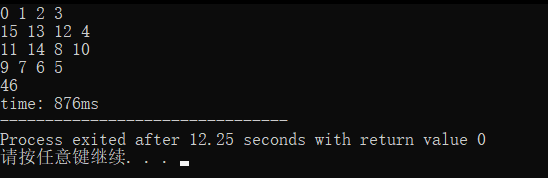 0 1 2 3
15 13 12 4
11 14 8 10
9 7 6 5
46
time: 876ms
--------------------------------
Process exited after 12.25 seconds with return value 0
请按任意键继续. . .